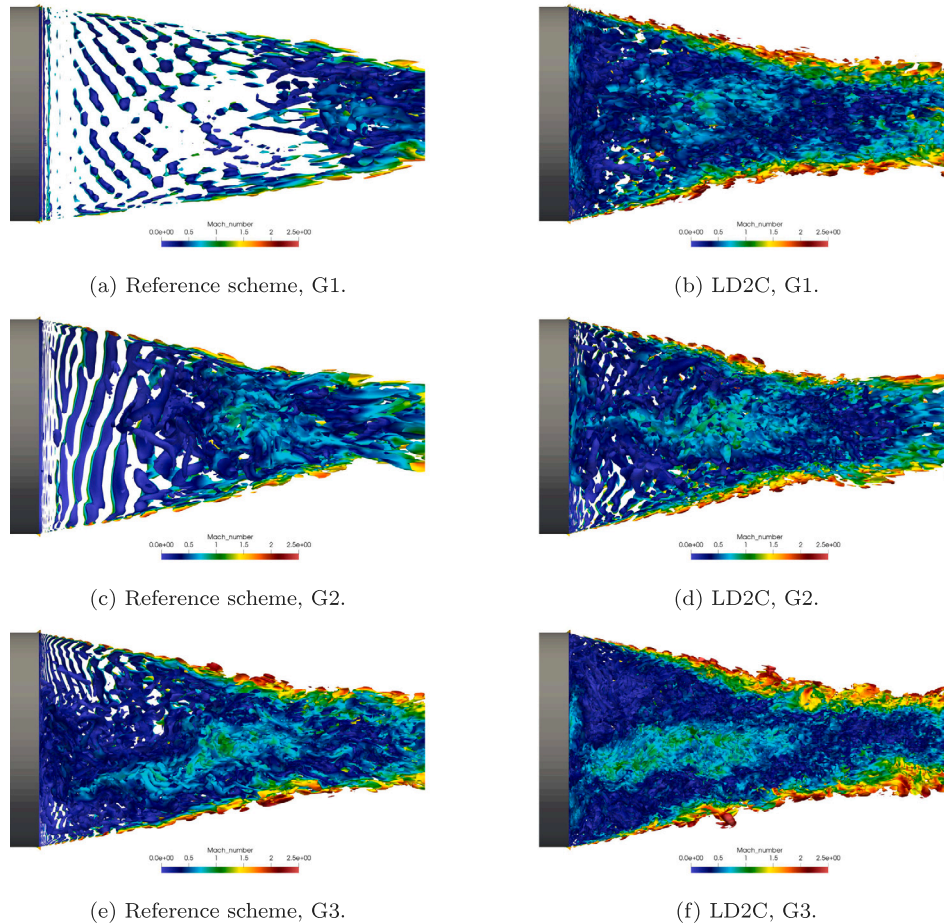 Mach_number
0.0e+00 0.5 1 1.5 2 2.5e+00
(a) Reference scheme, G1.
Mach_number
0.0e+00 0.5 1 1.5 2 2.5e+00
(b) LD2C, G1.
Mach_number
0.0e+00 0.5 1 1.5 2 2.5e+00
(c) Reference scheme, G2.
Mach_number
0.0e+00 0.5 1 1.5 2 2.5e+00
(d) LD2C, G2.
Mach_number
0.0e+00 0.5 1 1.5 2 2.5e+00
(e) Reference scheme, G3.
Mach_number
0.0e+00 0.5 1 1.5 2 2.5e+00
(f) LD2C, G3.